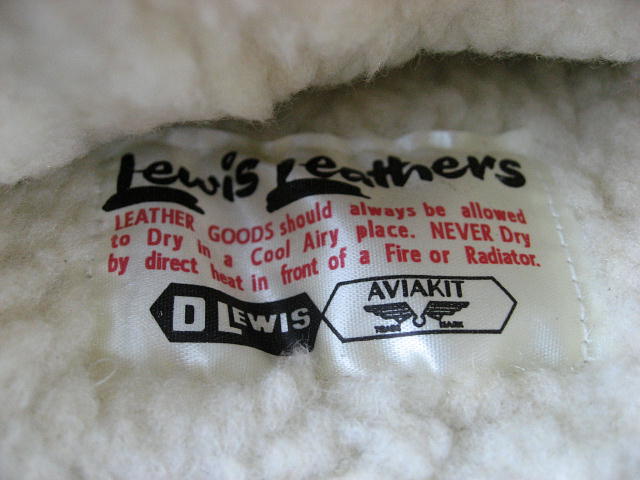 Lewis Leathers
LEATHER GOODS should always be allowed
to Dry in a Cool Airy place. NEVER Dry
by direct heat in front of a Fire or Radiator.
D LEWIS
AVIAKIT
TRADE MARK